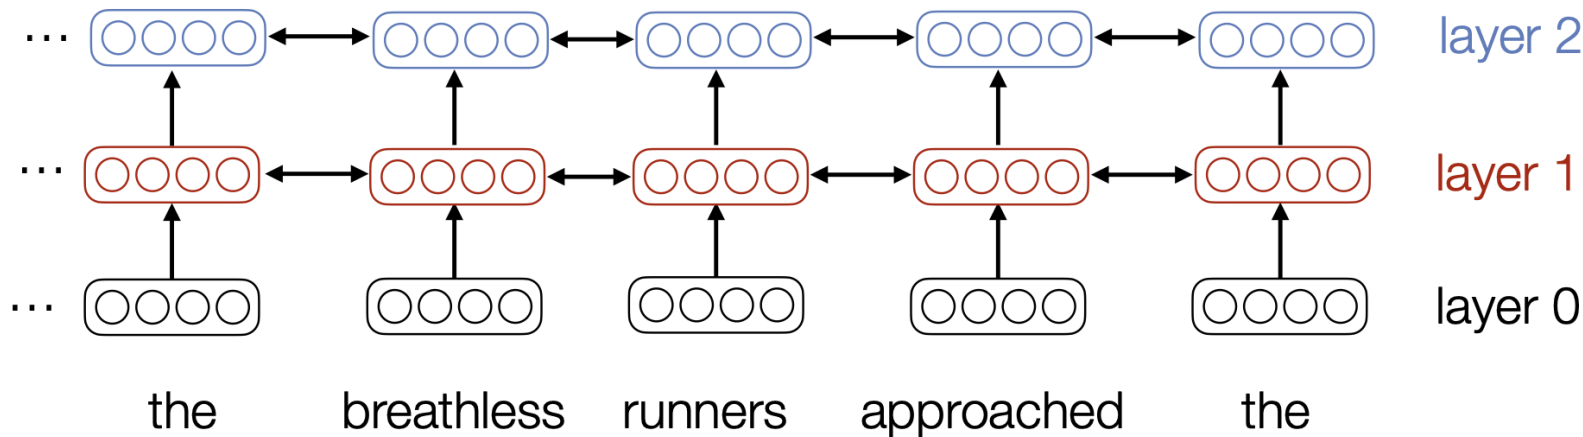 ... layer 2
... layer 1
... layer 0
the breathless runners approached the